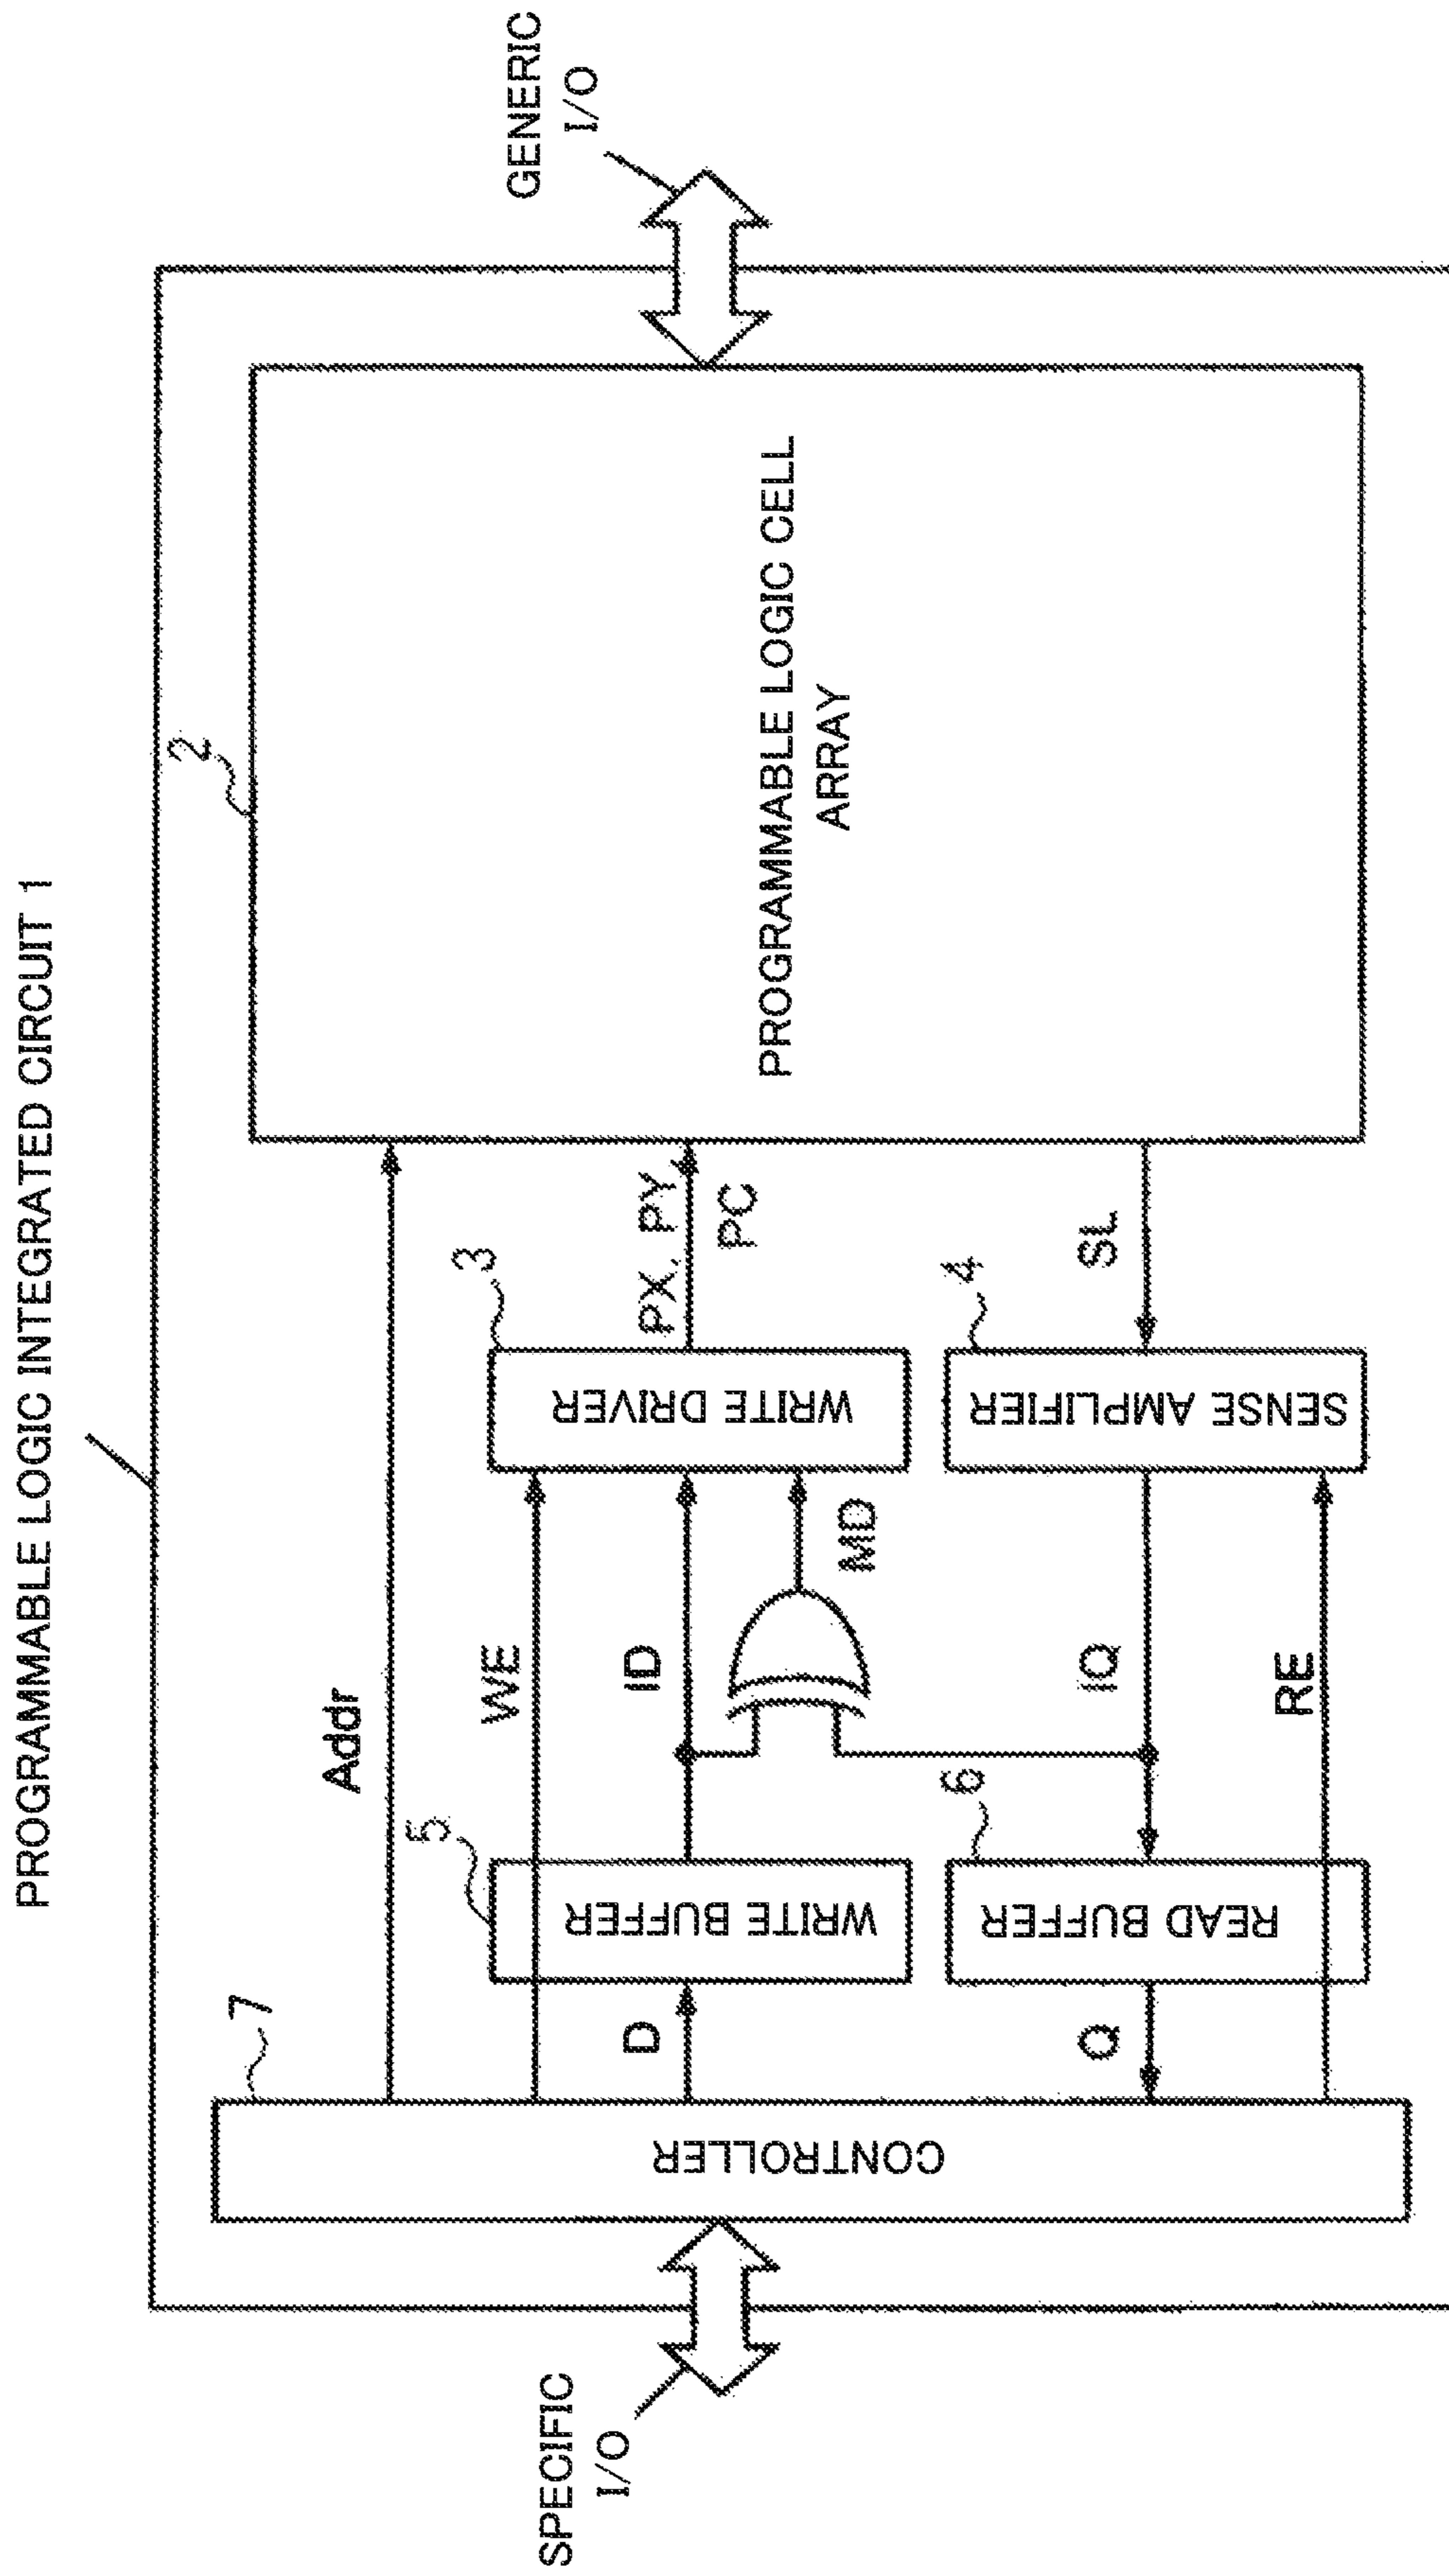 PROGRAMMABLE LOGIC INTEGRATED CIRCUIT 1
2
7
Addr
5
WE
3
GENERIC
I/O
SPECIFIC
I/O
CONTROLLER
D
WRITE BUFFER
ID
WRITE DRIVER
PX, PY,
PC
PROGRAMMABLE LOGIC CELL
ARRAY
MD
6
4
Q
READ BUFFER
IQ
SENSE AMPLIFIER
SL
RE